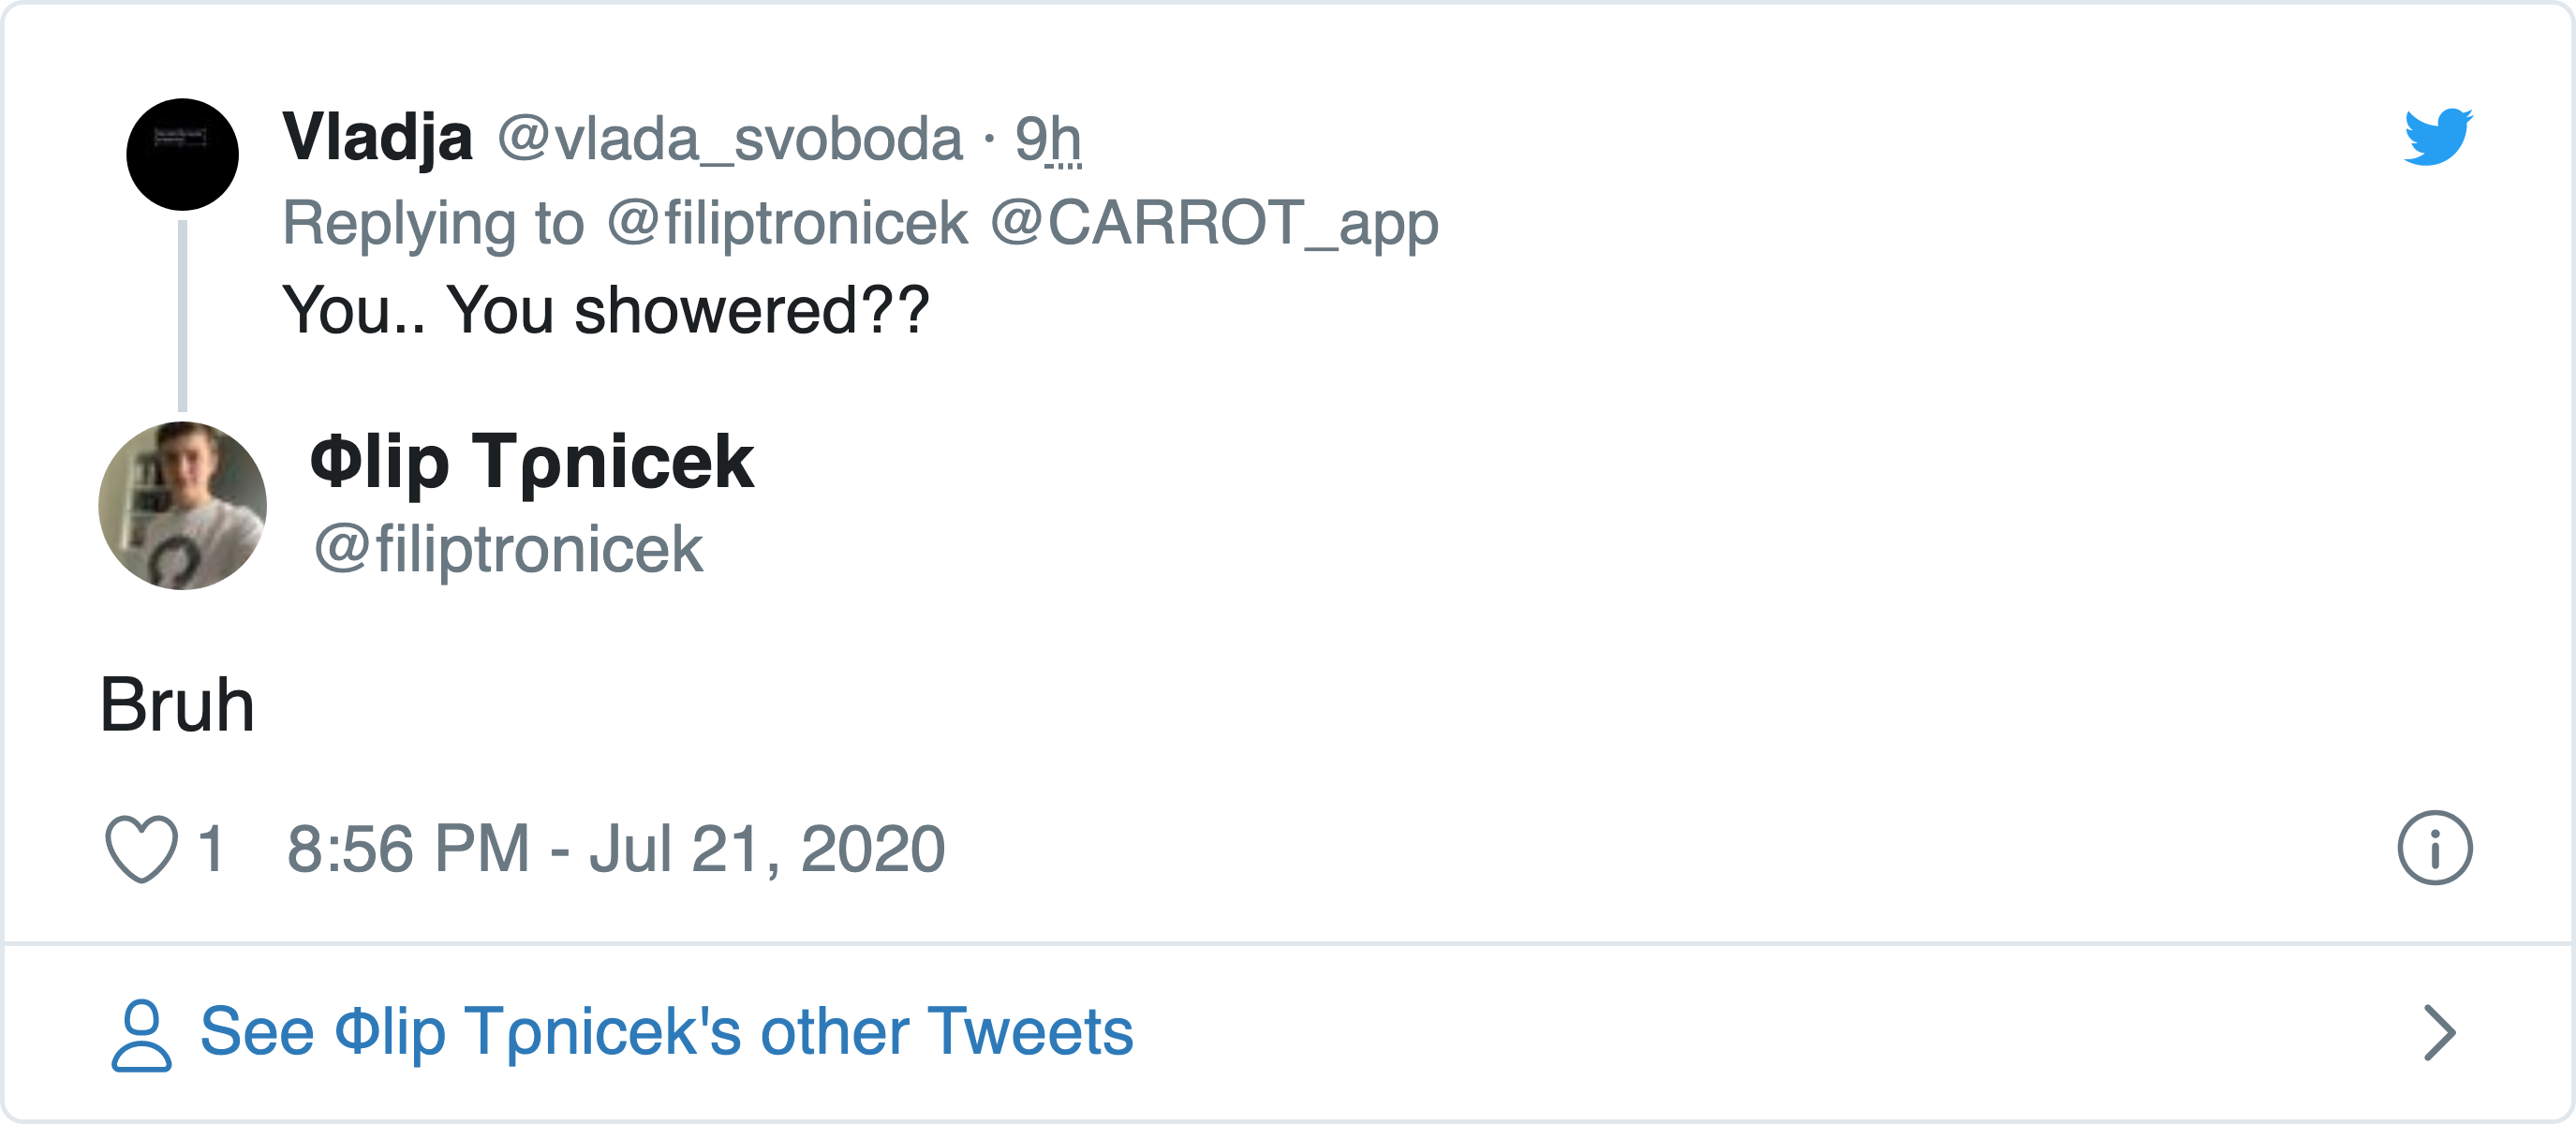 Vladja @vlada_svoboda · 9h
Replying to @filiptronicek @CARROT_app
You.. You showered??
Φlip Tρnicek
@filiptronicek
Bruh
1 8:56 PM - Jul 21, 2020
See Φlip Tρnicek's other Tweets